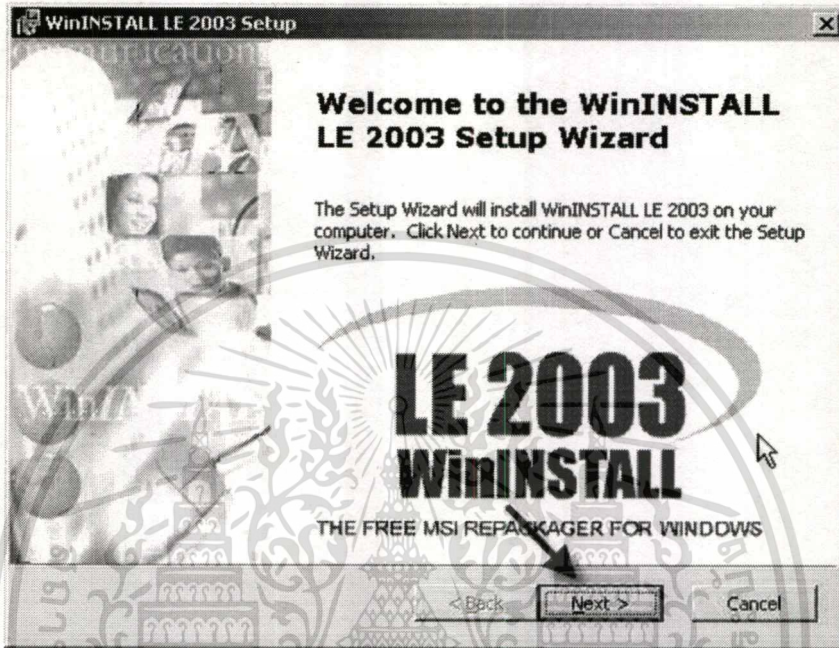 WinINSTALL LE 2003 Setup
Welcome to the WinINSTALL
LE 2003 Setup Wizard
The Setup Wizard will install WinINSTALL LE 2003 on your
computer. Click Next to continue or Cancel to exit the Setup
Wizard.
LE 2003
WinINSTALL
THE FREE MSI REPACKAGER FOR WINDOWS
< Back
Next >
Cancel